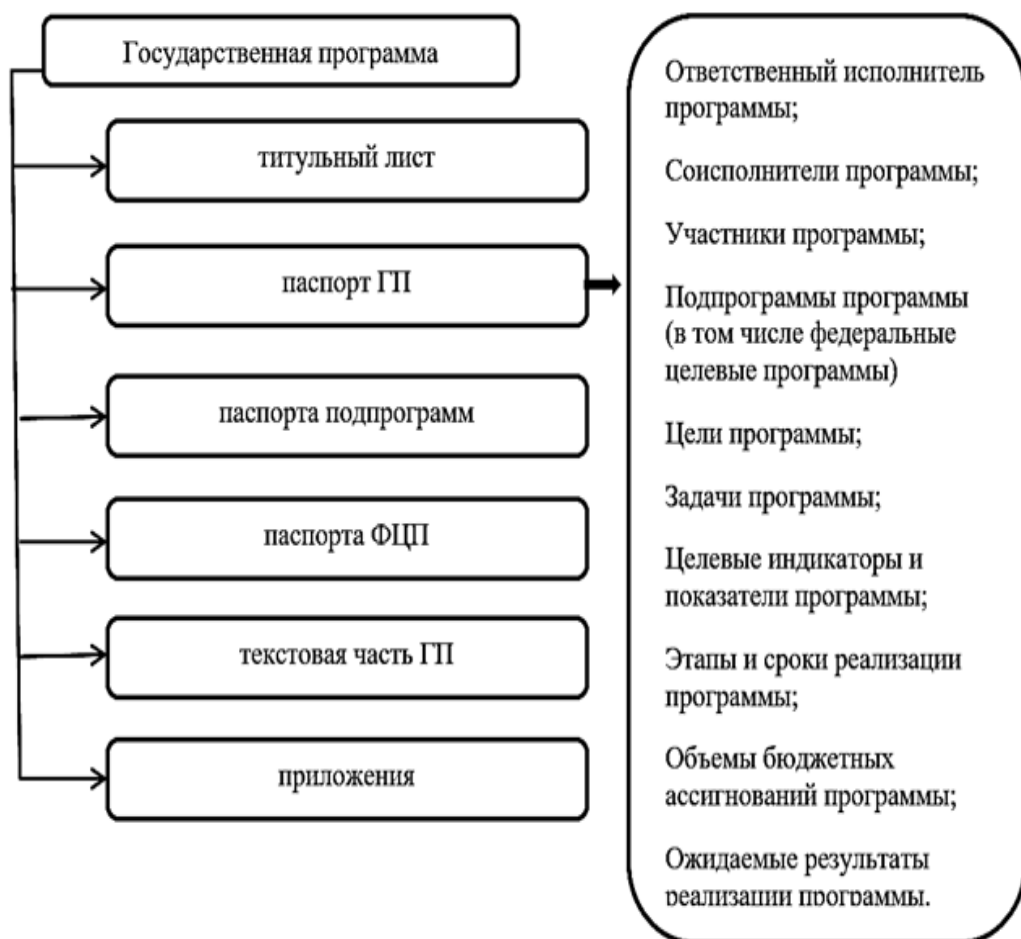 Государственная программа
титульный лист
паспорт ГП
паспорта подпрограмм
паспорта ФЦП
текстовая часть ГП
приложения
Ответственный исполнитель
программы;
Соисполнители программы;
Участники программы;
Подпрограммы программы
(в том числе федеральные
целевые программы)
Цели программы;
Задачи программы;
Целевые индикаторы и
показатели программы;
Этапы и сроки реализации
программы;
Объемы бюджетных
ассигнований программы;
Ожидаемые результаты
реализации программы.